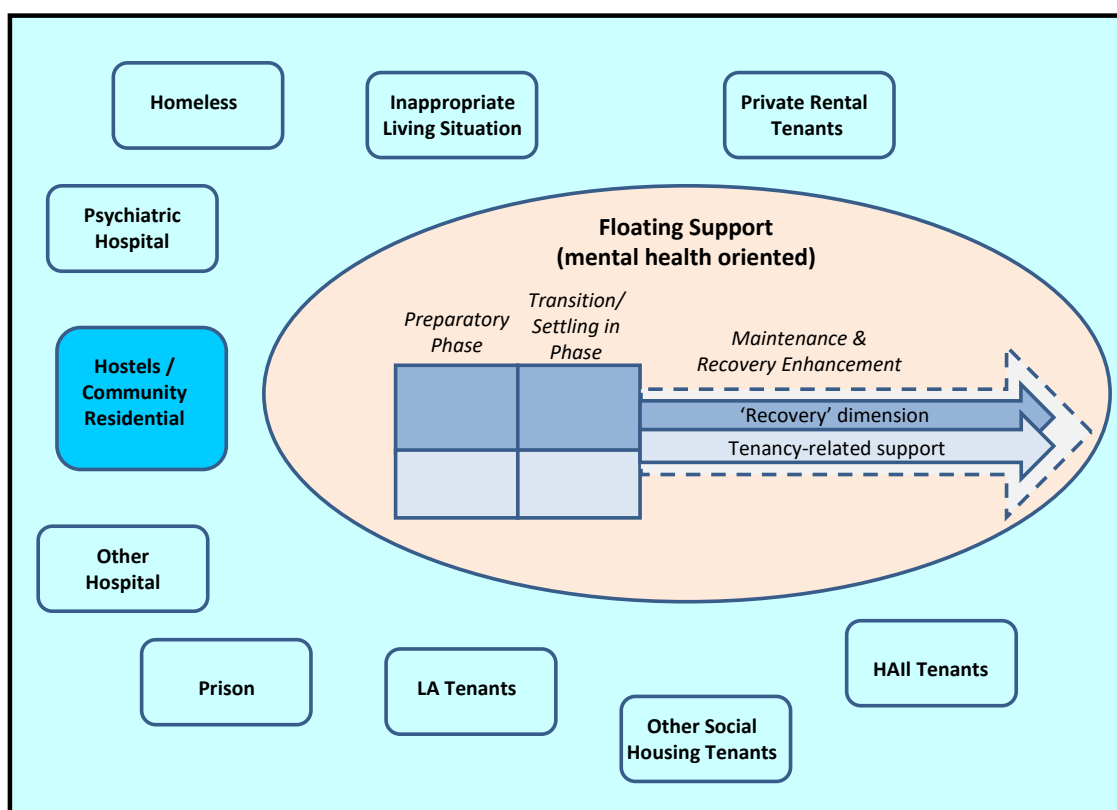 Homeless
Inappropriate
Living Situation
Private Rental
Tenants
Psychiatric
Hospital
Floating Support
(mental health oriented)
Preparatory
Phase
Transition/
Settling in
Phase
Maintenance &
Recovery Enhancement
Hostels /
Community
Residential
‘Recovery’ dimension
Tenancy-related support
Other
Hospital
Prison
LA Tenants
Other Social
Housing Tenants
HAIl Tenants